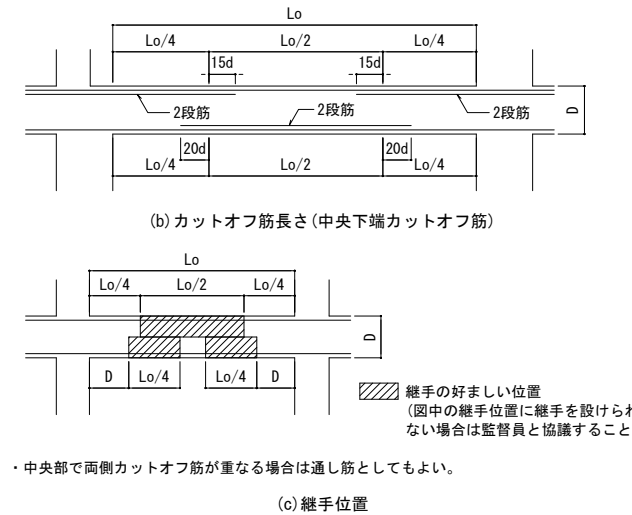 Lo
Lo/4 Lo/2 Lo/4
15d 15d
2段筋 2段筋 2段筋
D
20d 20d
Lo/4 Lo/2 Lo/4
(b)カットオフ筋長さ(中央下端カットオフ筋)
Lo
Lo/4 Lo/2 Lo/4
D
D Lo/4 Lo/4 D
継手の好ましい位置
(図中の継手位置に継手を設けられ
ない場合は監督員と協議すること
・中央部で両側カットオフ筋が重なる場合は通し筋としてもよい。
(c)継手位置